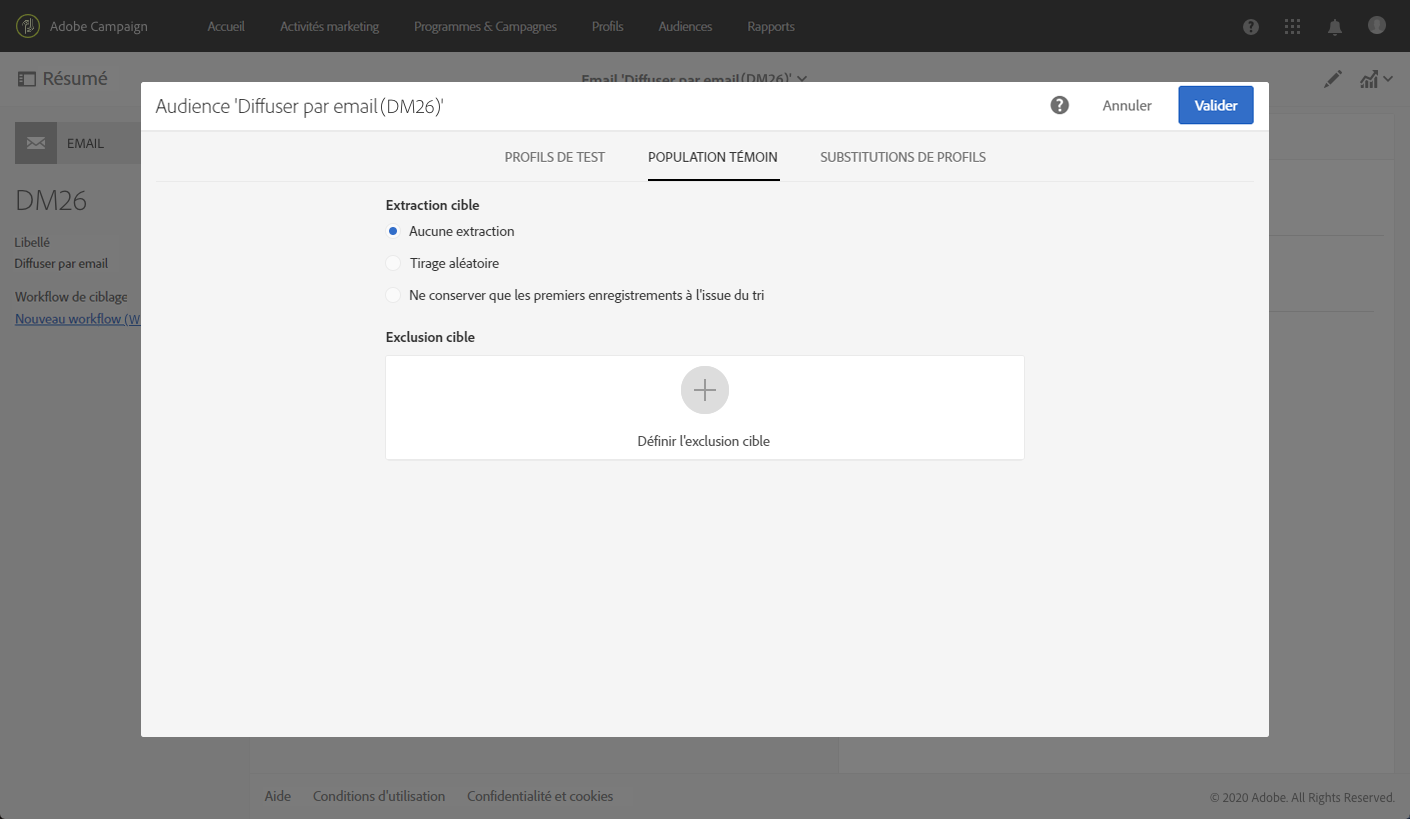 Adobe Campaign
Accueil
Activités marketing
Programmes & Campagnes
Profils
Audiences
Rapports
Résumé
Email 'Diffuser par email(DM26)'
Audience 'Diffuser par email(DM26)'
Annuler
Valider
EMAIL
PROFILS DE TEST
POPULATION TÉMOIN
SUBSTITUTIONS DE PROFILS
DM26
Libellé
Diffuser par email
Workflow de ciblage
Nouveau workflow (W
Extraction cible
Aucune extraction
Tirage aléatoire
Ne conserver que les premiers enregistrements à l'issue du tri
Exclusion cible
Définir l'exclusion cible
Aide
Conditions d'utilisation
Confidentialité et cookies
© 2020 Adobe. All Rights Reserved.